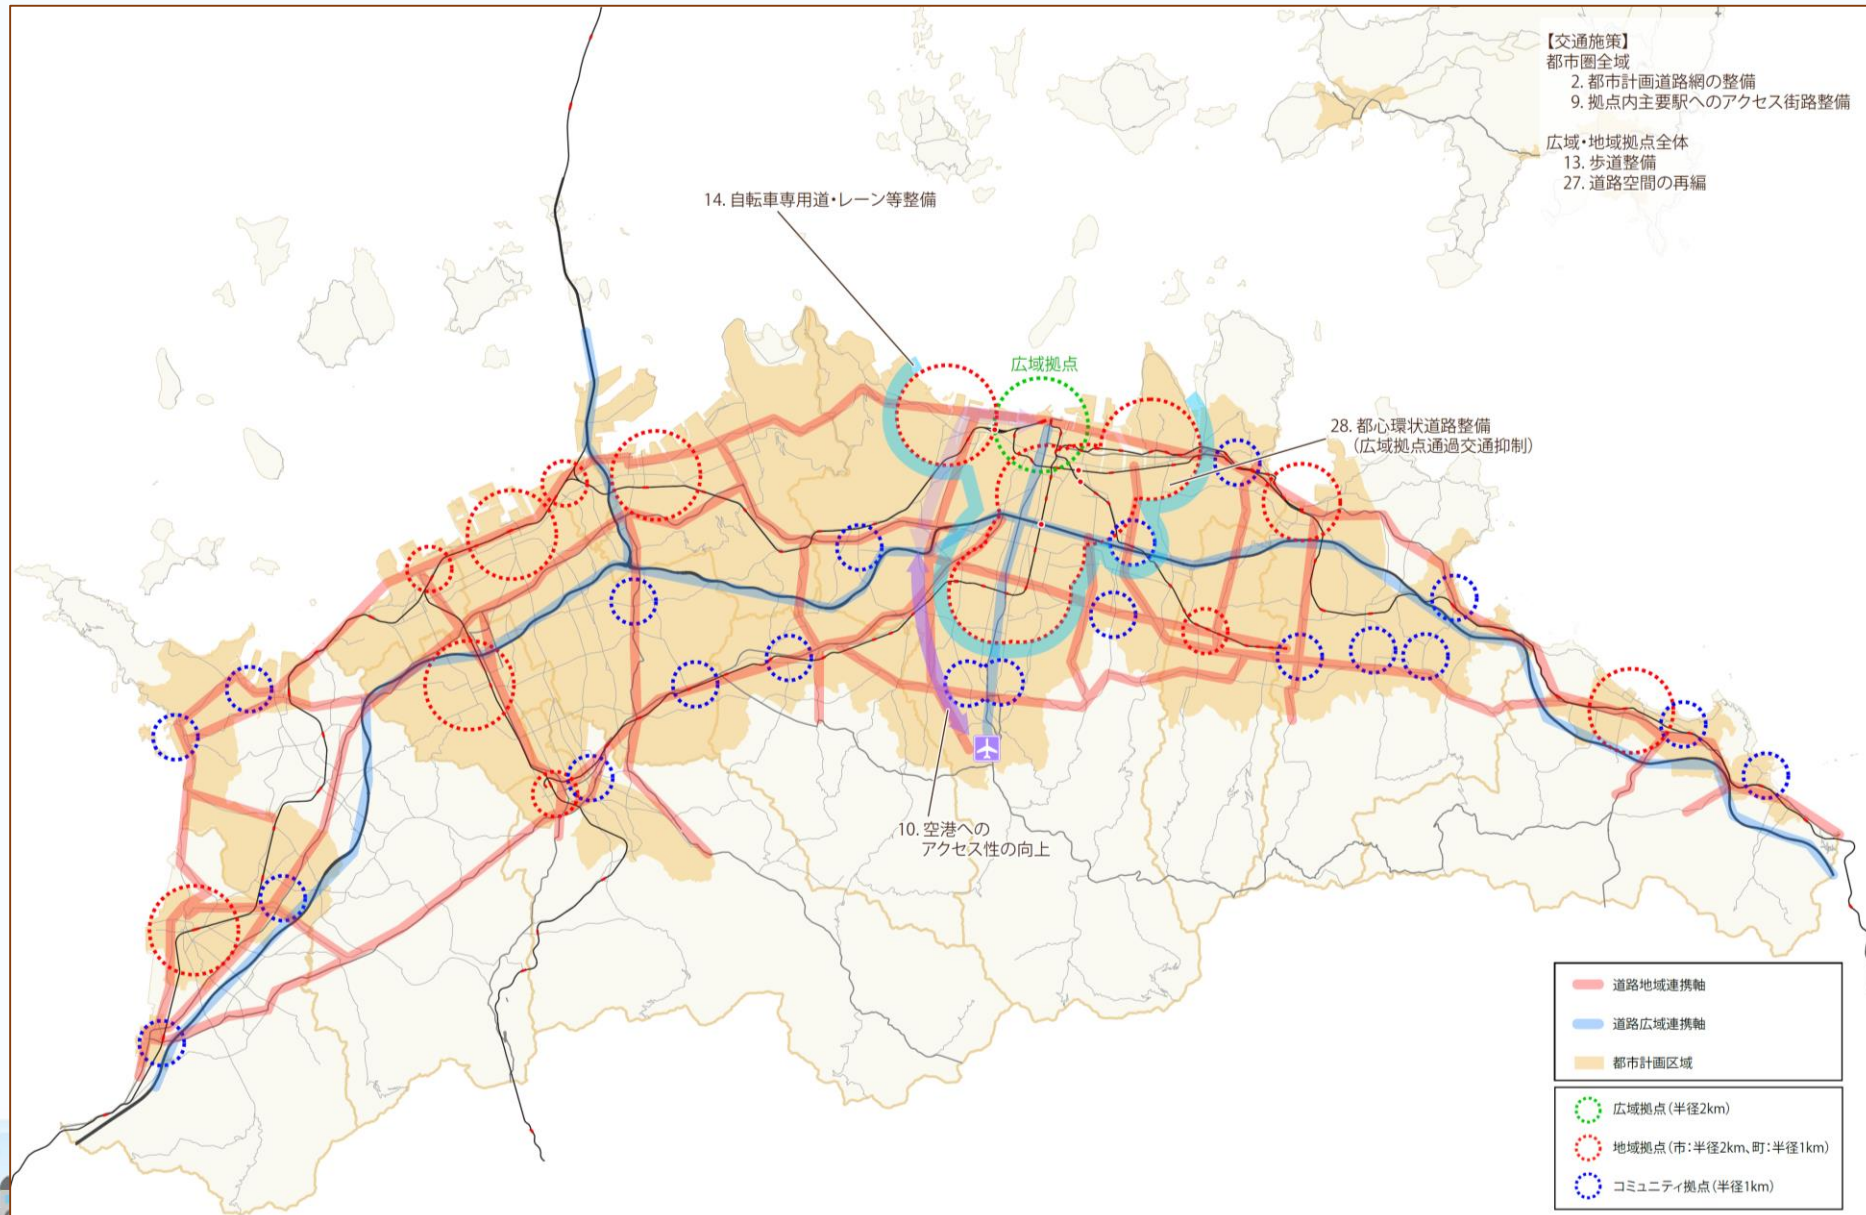 【交通施策】
都市圏全域
2. 都市計画道路網の整備
9. 拠点内主要駅へのアクセス街路整備
広域・地域拠点全体
13. 歩道整備
27. 道路空間の再編
14. 自転車専用道・レーン等整備
広域拠点
28. 都心環状道路整備
(広域拠点通過交通抑制)
10. 空港への
アクセス性の向上
道路地域連携軸
道路広域連携軸
都市計画区域
広域拠点(半径2km)
地域拠点(市:半径2km、町:半径1km)
コミュニティ拠点(半径1km)